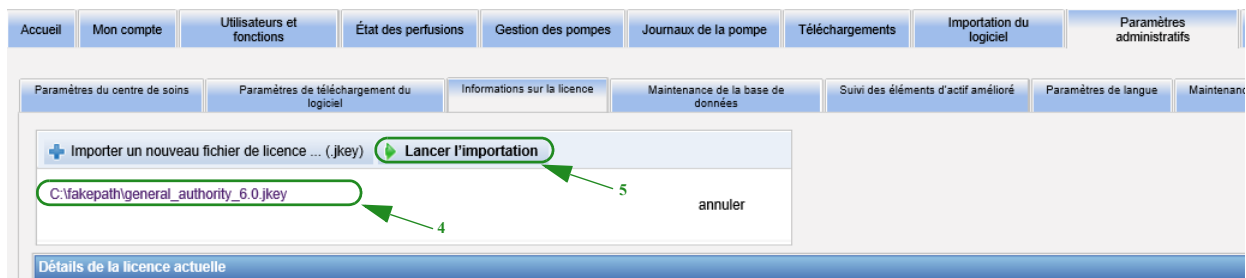 Accueil
Mon compte
Utilisateurs et
fonctions
État des perfusions
Gestion des pompes
Journaux de la pompe
Téléchargements
Importation du
logiciel
Paramètres
administratifs
Paramètres du centre de soins
Paramètres de téléchargement du
logiciel
Informations sur la licence
Maintenance de la base de
données
Suivi des éléments d'actif amélioré
Paramètres de langue
Maintenanc
Importer un nouveau fichier de licence ... (.jkey)
Lancer l'importation
5
C:\fakepath\general_authority_6.0.jkey
annuler
4
Détails de la licence actuelle